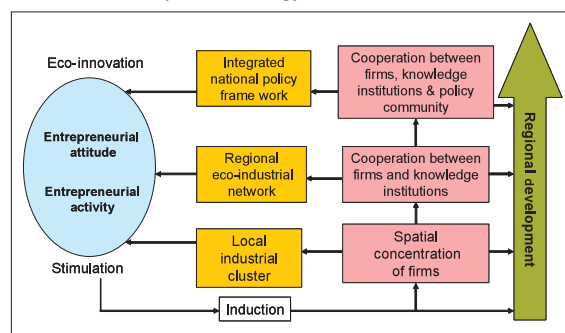 Eco-innovation
Entrepreneurial
attitude
Entrepreneurial
activity
Stimulation
Integrated
national policy
frame work
Regional
eco-industrial
network
Local
industrial
cluster
Induction
Cooperation between
firms, knowledge
institutions & policy
community
Cooperation between
firms and knowledge
institutions
Spatial
concentration
of firms
Regional development